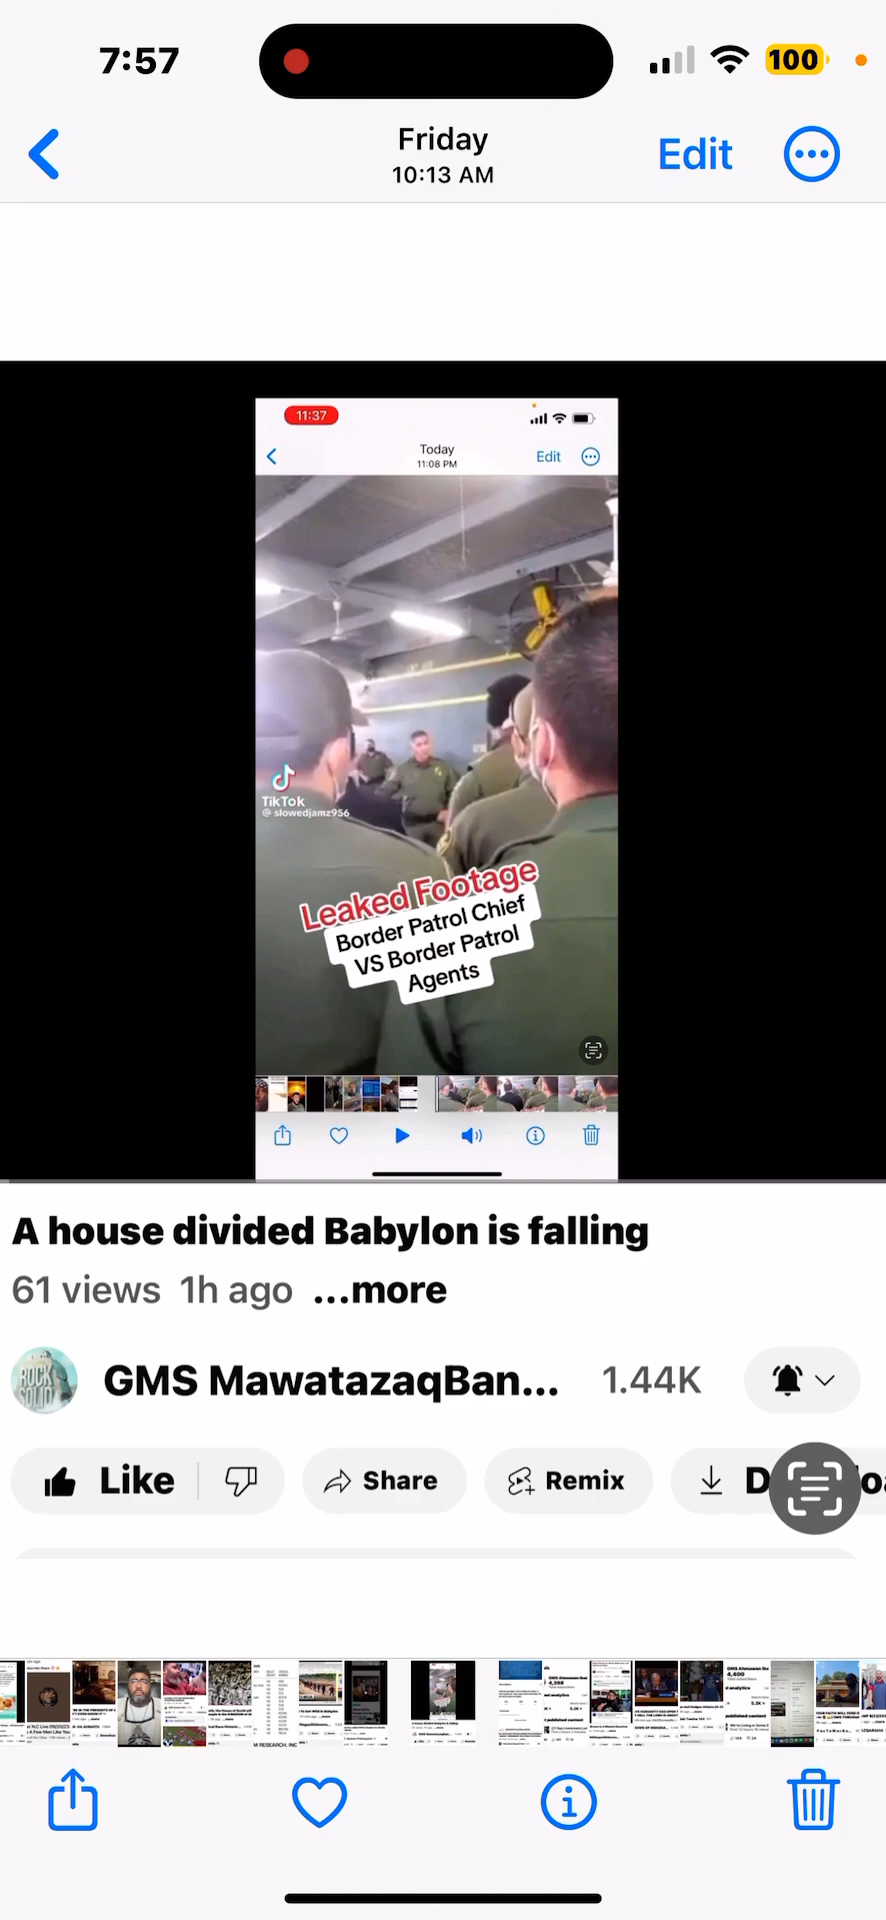 7:57
100
Friday
10:13 AM
Edit
11:37
Today
11:08 PM
Edit
TikTok
@ slowedjamz956
Leaked Footage
Border Patrol Chief
VS Border Patrol
Agents
A house divided Babylon is falling
61 views 1h ago ...more
ROCK
SOLID
GMS MawatazaqBan... 1.44K
Like
Share
Remix